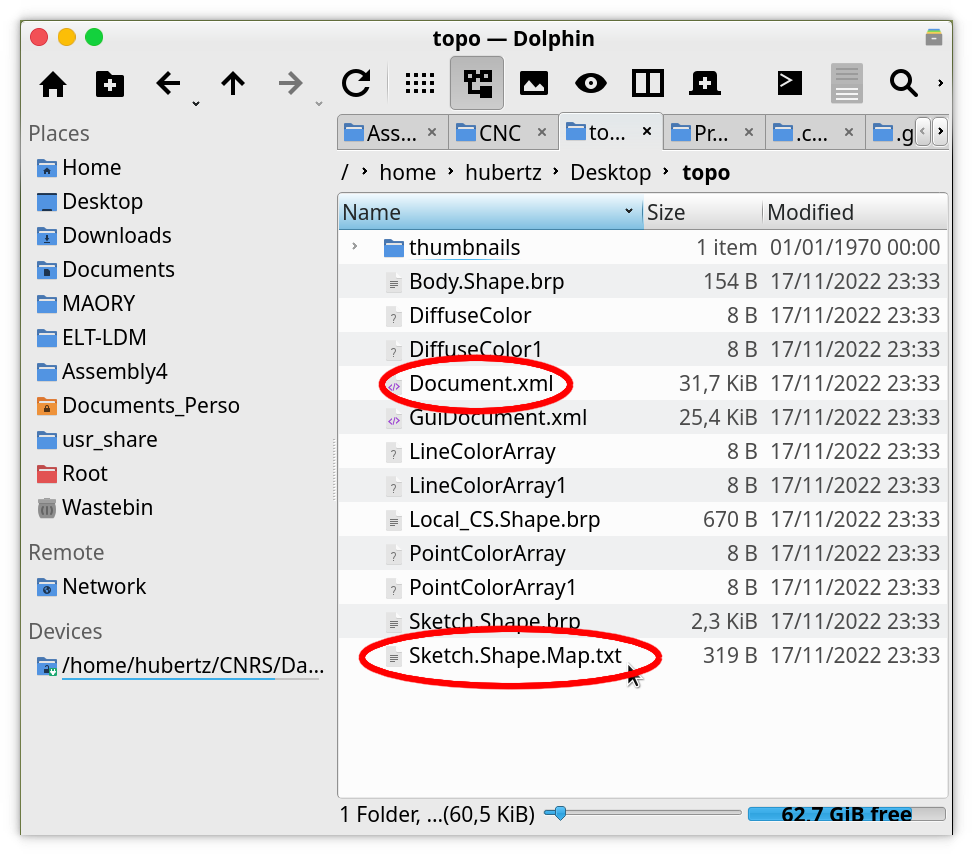 topo — Dolphin
Ass...
CNC
to...
Pr...
.c...
.g
Places
/ › home › hubertz › Desktop › topo
Home
Desktop
Downloads
Documents
MAORY
ELT-LDM
Assembly4
Documents_Perso
usr_share
Root
Wastebin
Remote
Network
Devices
/home/hubertz/CNRS/Da...
Name Size Modified
thumbnails 1 item 01/01/1970 00:00
Body.Shape.brp 154 B 17/11/2022 23:33
DiffuseColor 8 B 17/11/2022 23:33
DiffuseColor1 8 B 17/11/2022 23:33
Document.xml 31,7 KiB 17/11/2022 23:33
GuiDocument.xml 25,4 KiB 17/11/2022 23:33
LineColorArray 8 B 17/11/2022 23:33
LineColorArray1 8 B 17/11/2022 23:33
Local_CS.Shape.brp 670 B 17/11/2022 23:33
PointColorArray 8 B 17/11/2022 23:33
PointColorArray1 8 B 17/11/2022 23:33
Sketch.Shape.brp 2,3 KiB 17/11/2022 23:33
Sketch.Shape.Map.txt 319 B 17/11/2022 23:33
1 Folder, ...(60,5 KiB)
62,7 GiB free